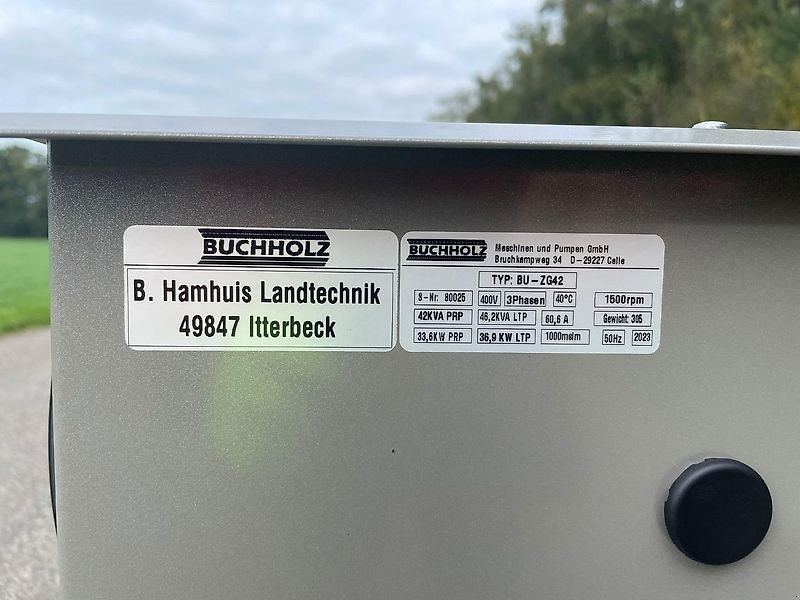 BUCHHOLZ
B. Hamhuis Landtechnik
49847 Itterbeck
BUCHHOLZ Maschinen und Pumpen GmbH
Bruchkampweg 34 D-29227 Celle
TYP: BU-ZG42
S-Nr: 80025 400V 3Phasen 40°C 1500rpm
42KVA PRP 46,2KVA LTP 60,6 A Gewicht: 305
33,6KW PRP 36,9 KW LTP 1000mslm 50Hz 2023